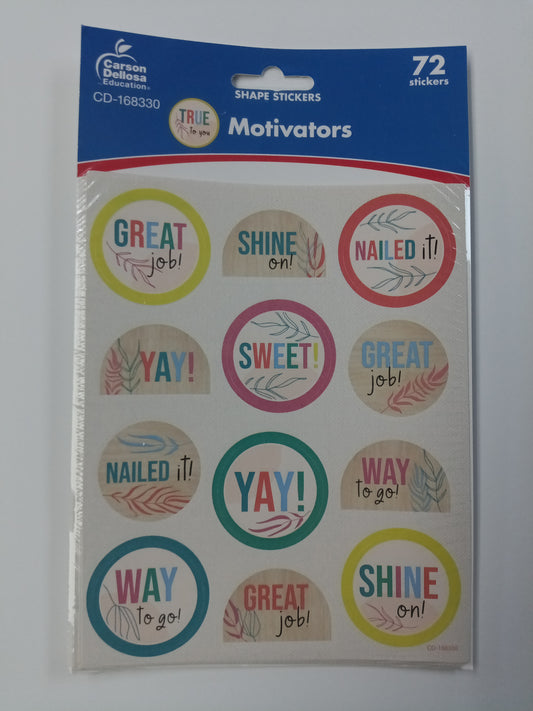 Carson
Dellosa
Education®
CD-168330
SHAPE STICKERS
72
stickers
TRUE
to you
Motivators
GREAT
job!
SHINE
on!
NAILED it!
YAY!
SWEET!
GREAT
job!
NAILED it!
YAY!
WAY
to go!
WAY
to go!
GREAT
job!
SHINE
on!
CD-168330